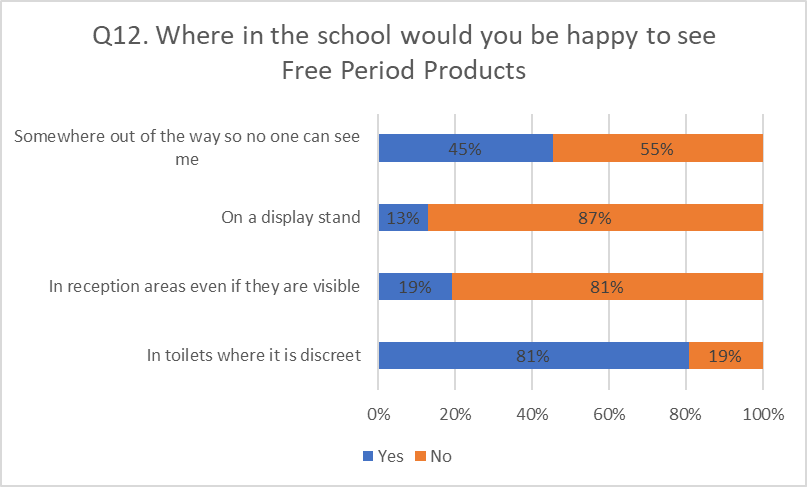 Q12. Where in the school would you be happy to see
Free Period Products
Somewhere out of the way so no one can see
me
45%
55%
On a display stand
13%
87%
In reception areas even if they are visible
19%
81%
In toilets where it is discreet
81%
19%
0%
20%
40%
60%
80%
100%
Yes
No